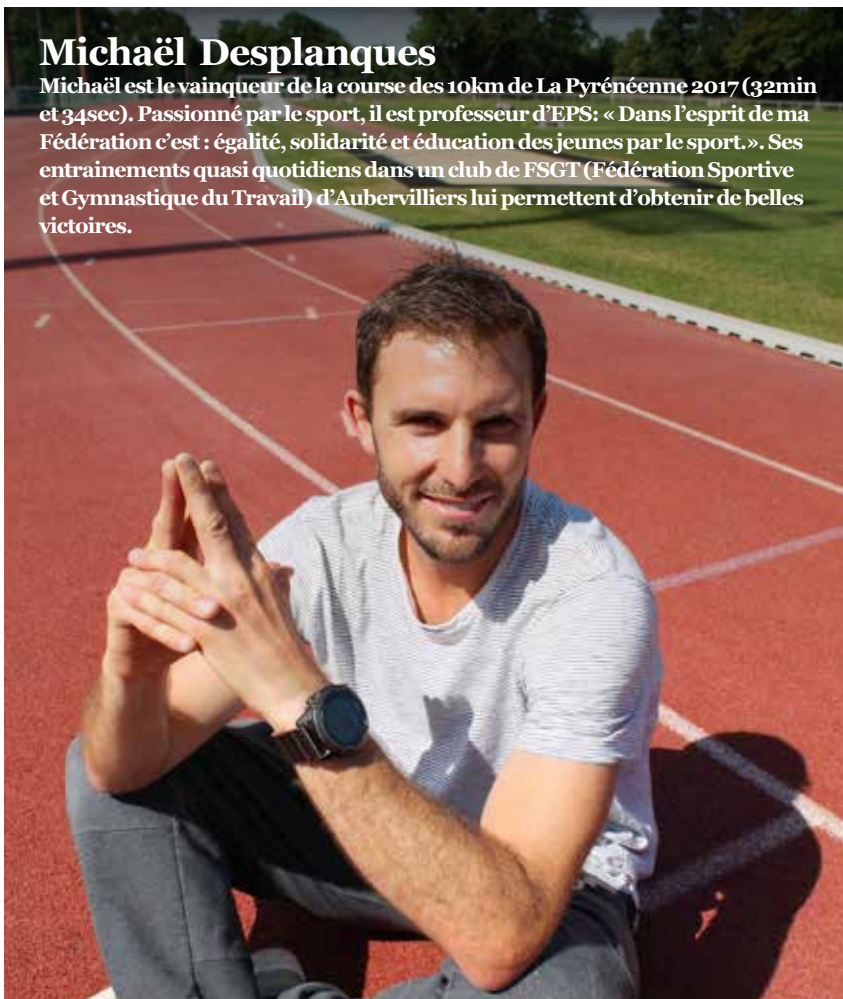 Michaël Desplanques
Michaël est le vainqueur de la course des 10km de La Pyrénéenne 2017 (32min
et 34sec). Passionné par le sport, il est professeur d’EPS: « Dans l’esprit de ma
Fédération c’est : égalité, solidarité et éducation des jeunes par le sport.». Ses
entrainements quasi quotidiens dans un club de FSGT (Fédération Sportive
et Gymnastique du Travail) d’Aubervilliers lui permettent d’obtenir de belles
victoires.